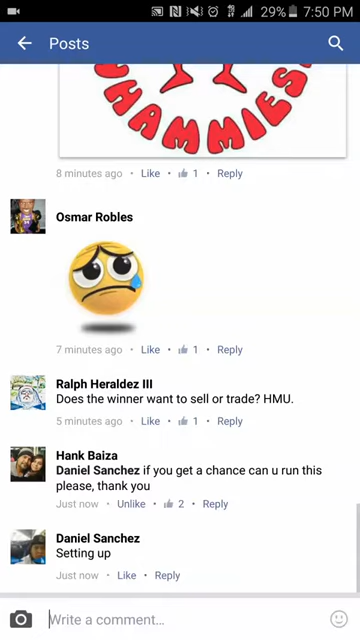 29% 7:50 PM
Posts
WHAMMIES
8 minutes ago • Like • 1 • Reply
Osmar Robles
7 minutes ago • Like • 1 • Reply
Ralph Heraldez III
Does the winner want to sell or trade? HMU.
5 minutes ago • Like • 1 • Reply
Hank Baiza
Daniel Sanchez if you get a chance can u run this
please, thank you
Just now • Unlike • 2 • Reply
Daniel Sanchez
Setting up
Just now • Like • Reply
Write a comment...